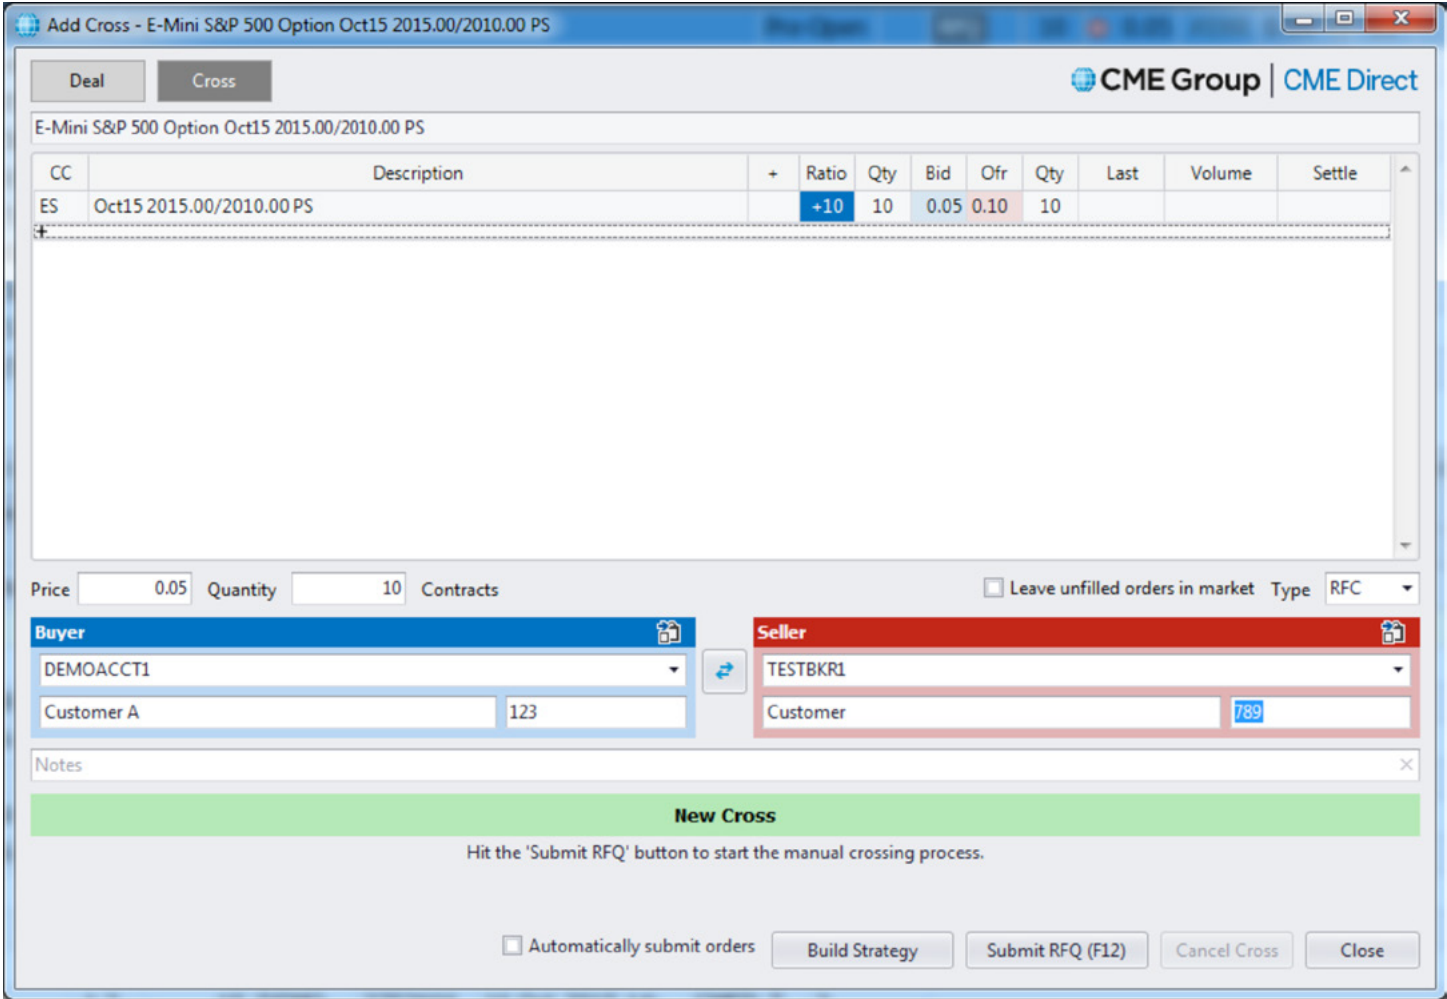 Add Cross - E-Mini S&P 500 Option Oct15 2015.00/2010.00 PS
Deal Cross CME Group | CME Direct
E-Mini S&P 500 Option Oct15 2015.00/2010.00 PS
CC Description + Ratio Qty Bid Ofr Qty Last Volume Settle
ES Oct15 2015.00/2010.00 PS +10 10 0.05 0.10 10
+
Price 0.05 Quantity 10 Contracts Leave unfilled orders in market Type RFC
Buyer Seller
DEMOACCT1 TESTBKR1
Customer A 123 Customer 789
Notes
New Cross
Hit the 'Submit RFQ' button to start the manual crossing process.
Automatically submit orders Build Strategy Submit RFQ (F12) Cancel Cross Close